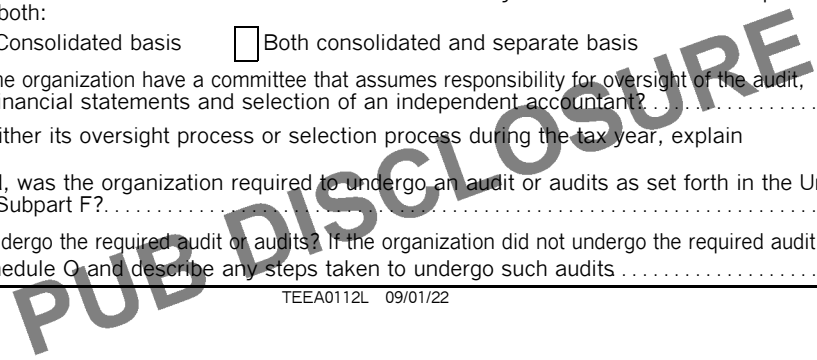 both:
Consolidated basis Both consolidated and separate basis
he organization have a committee that assumes responsibility for oversight of the audit,
inancial statements and selection of an independent accountant?
ither its oversight process or selection process during the tax year, explain
, was the organization required to undergo an audit or audits as set forth in the Un
Subpart F?
dergo the required audit or audits? If the organization did not undergo the required audit
edule O and describe any steps taken to undergo such audits
TEEA0112L 09/01/22
PUB DISCLOSURE